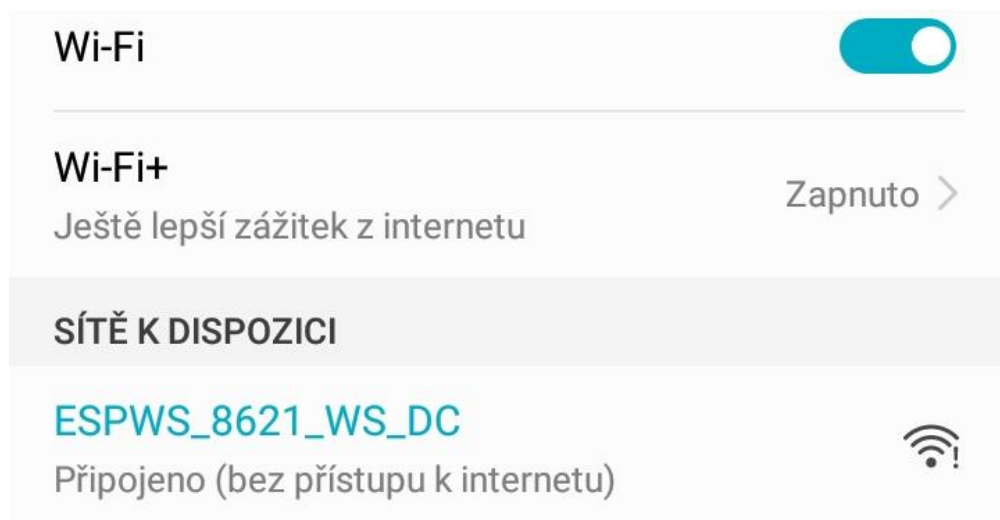 Wi-Fi
Wi-Fi+
Zapnuto
Ještě lepší zážitek z internetu
SÍTĚ K DISPOZICI
ESPWS_8621_WS_DC
Připojeno (bez přístupu k internetu)